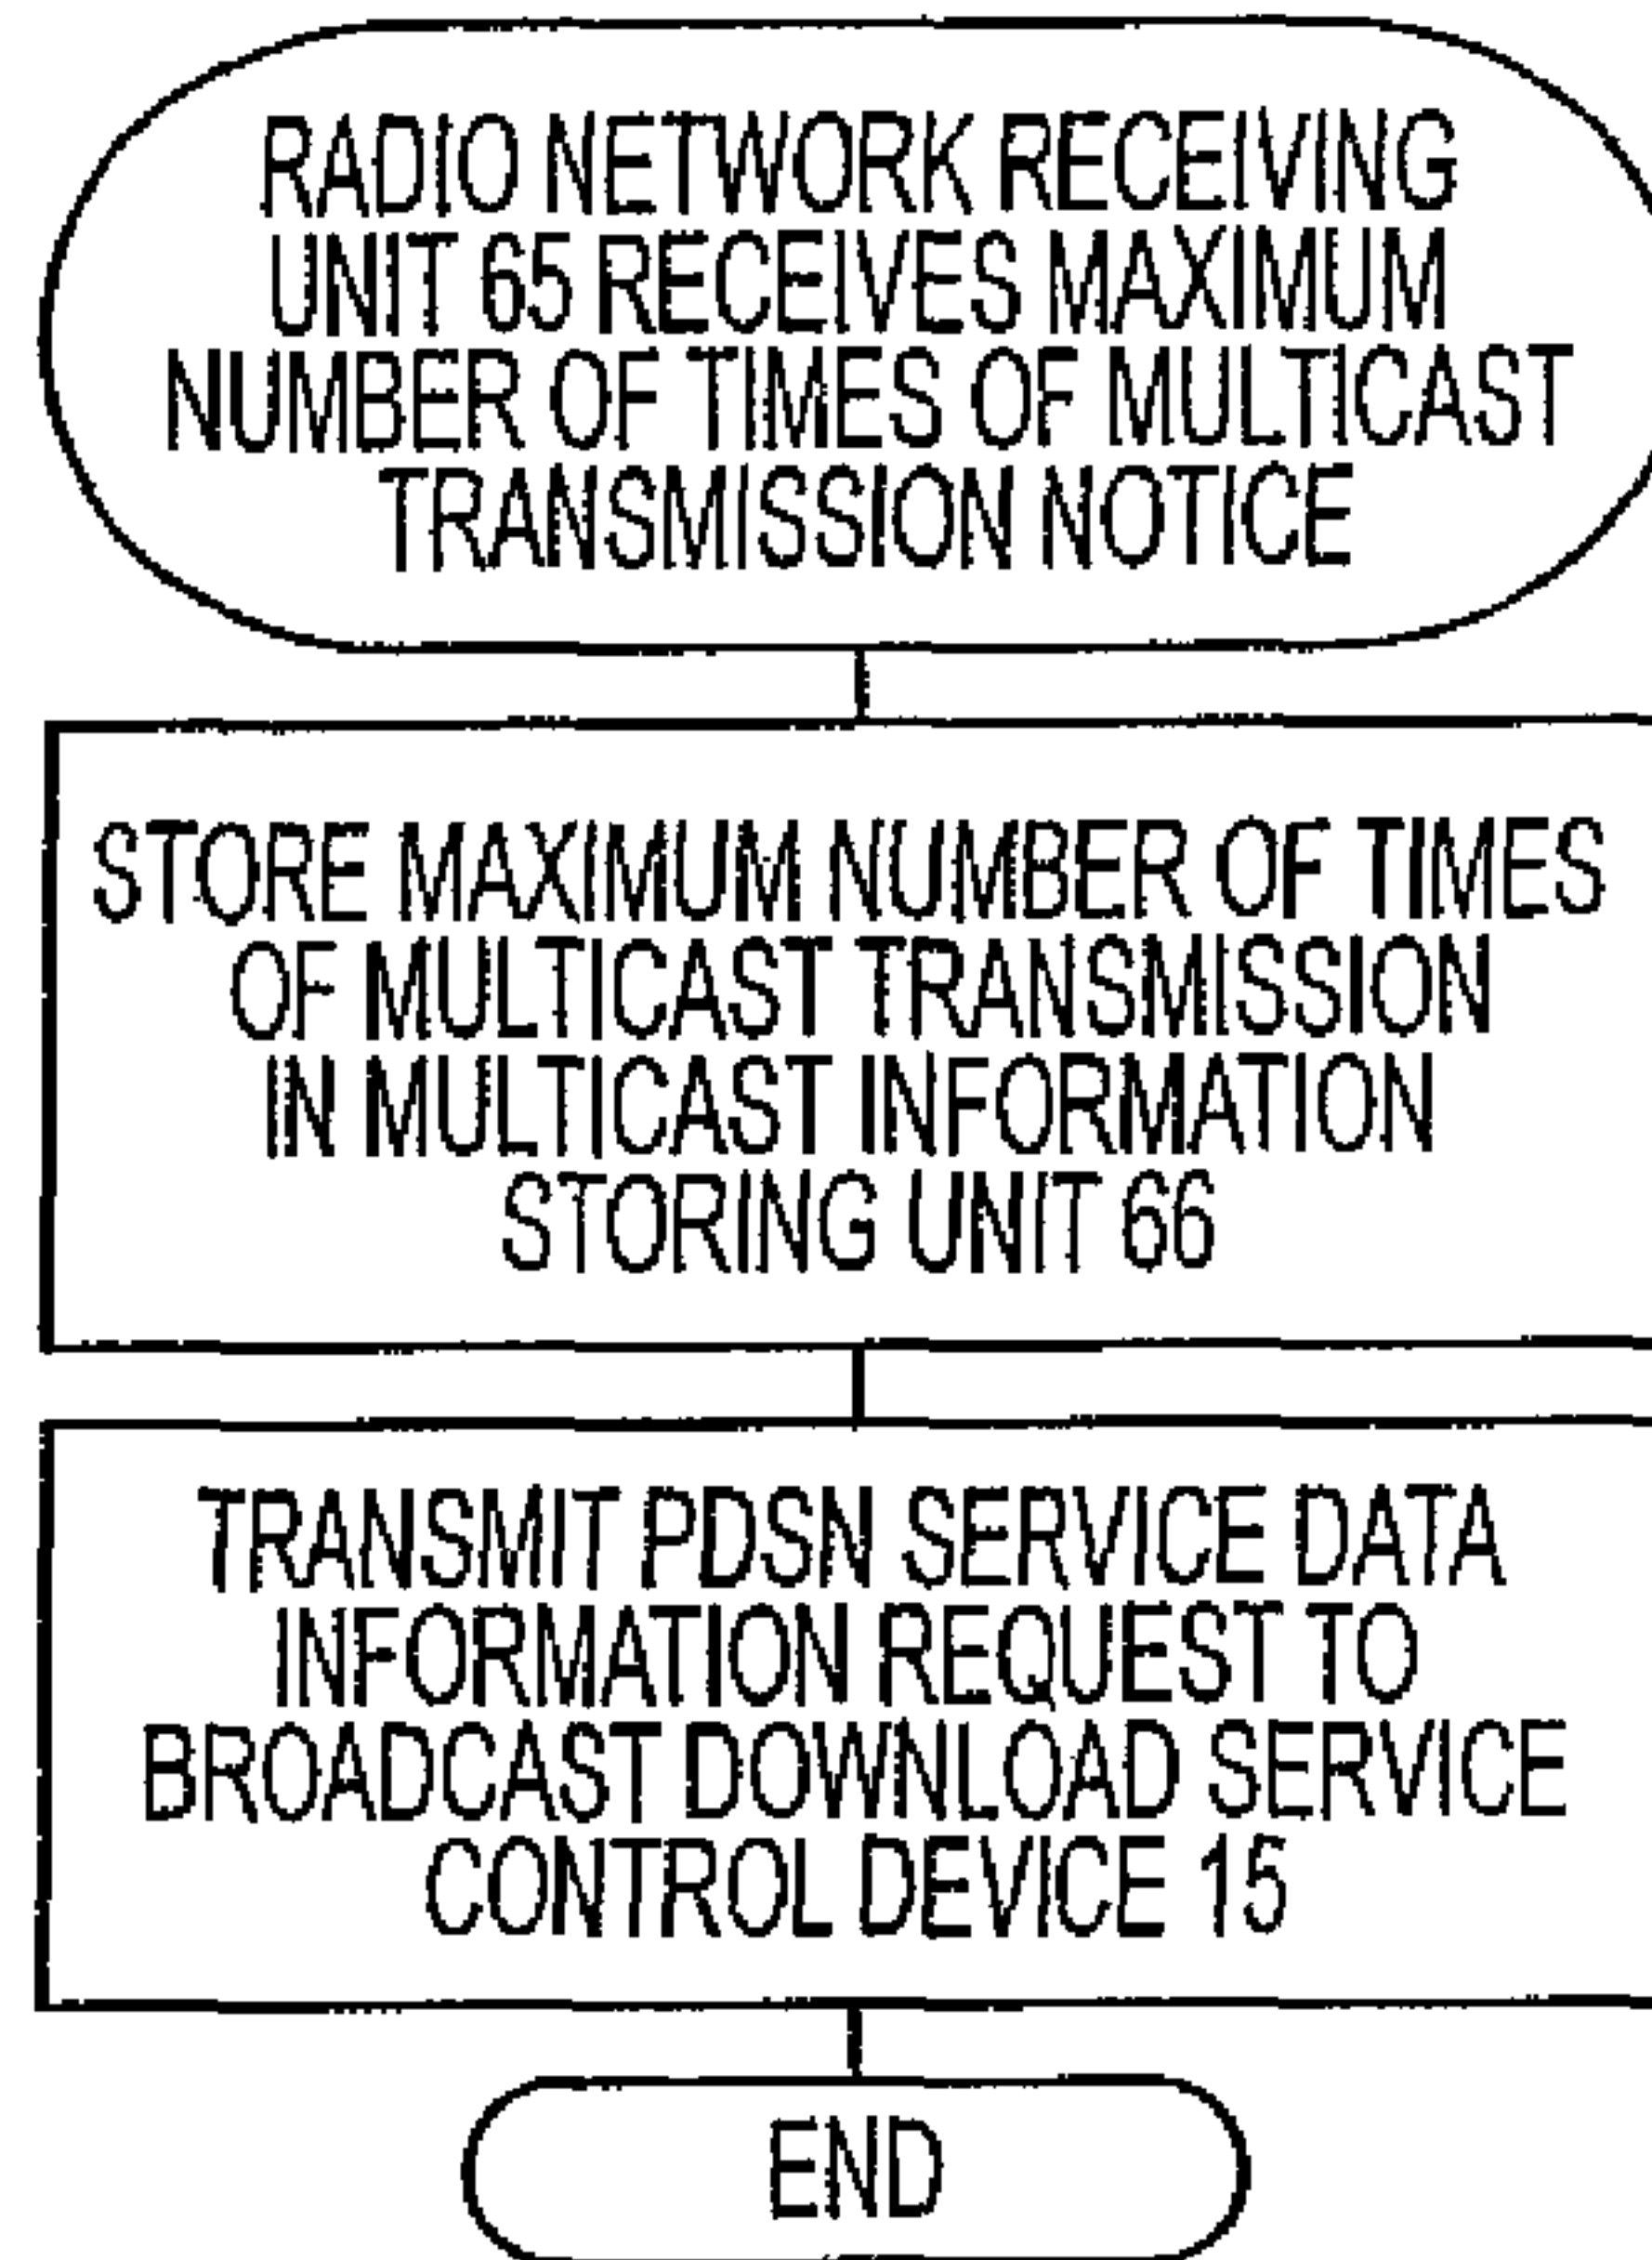 RADIO NETWORK RECEIVING
UNIT 65 RECEIVES MAXIMUM
NUMBER OF TIMES OF MULTICAST
TRANSMISSION NOTICE
STORE MAXIMUM NUMBER OF TIMES
OF MULTICAST TRANSMISSION
IN MULTICAST INFORMATION
STORING UNIT 66
TRANSMIT PDSN SERVICE DATA
INFORMATION REQUEST TO
BROADCAST DOWNLOAD SERVICE
CONTROL DEVICE 15
END